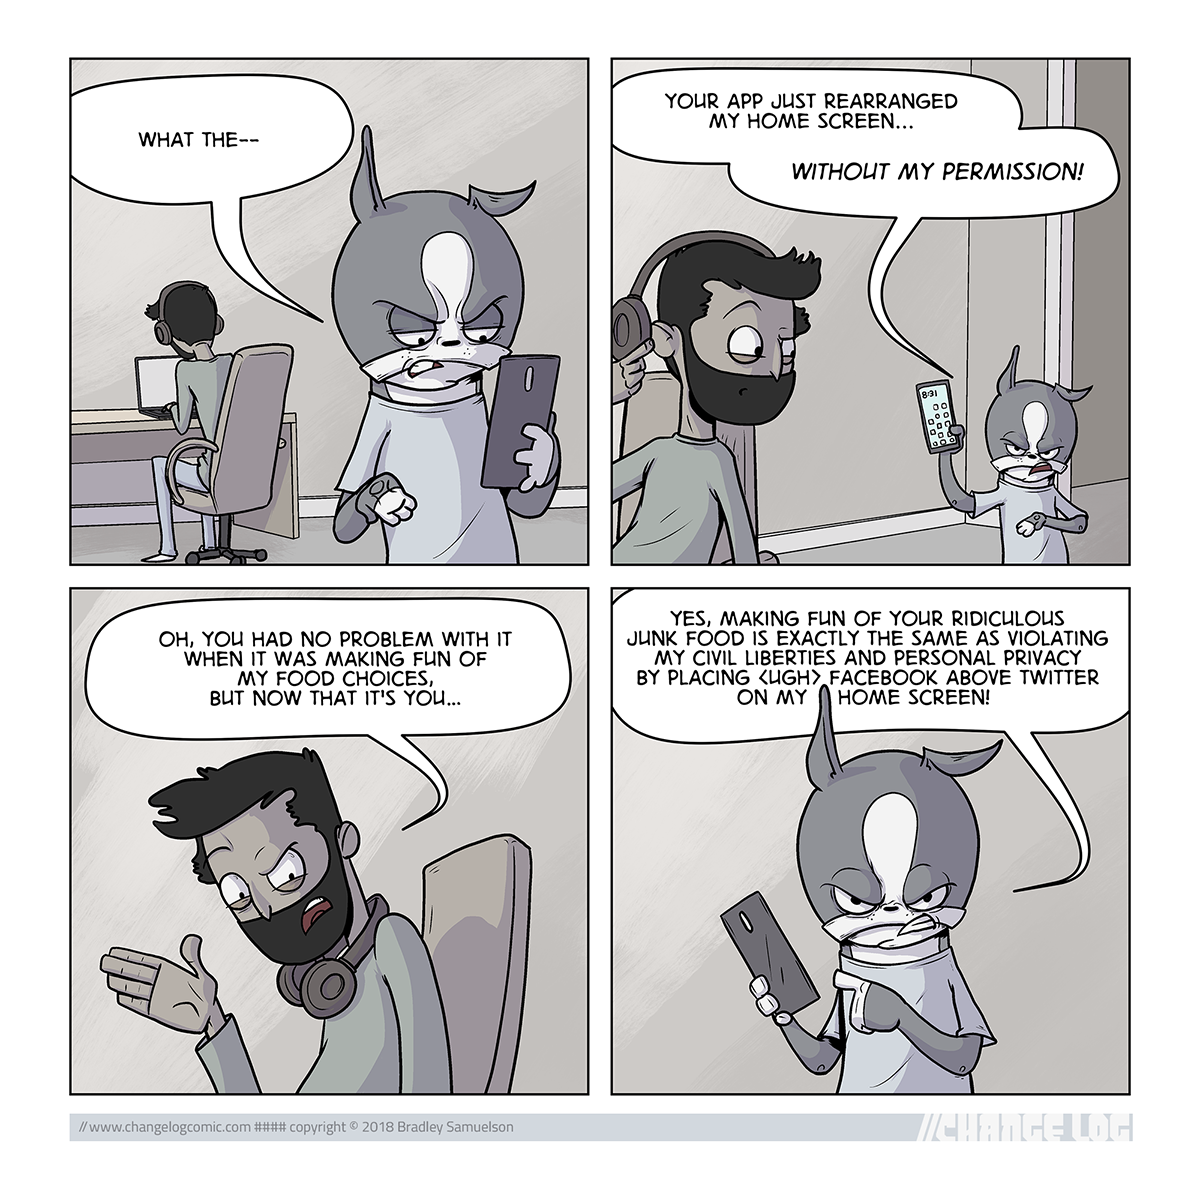 WHAT THE--
YOUR APP JUST REARRANGED
MY HOME SCREEN...
WITHOUT MY PERMISSION!
8:31
OH, YOU HAD NO PROBLEM WITH IT
WHEN IT WAS MAKING FUN OF
MY FOOD CHOICES,
BUT NOW THAT IT'S YOU...
YES, MAKING FUN OF YOUR RIDICULOUS
JUNK FOOD IS EXACTLY THE SAME AS VIOLATING
MY CIVIL LIBERTIES AND PERSONAL PRIVACY
BY PLACING <UGH> FACEBOOK ABOVE TWITTER
ON MY HOME SCREEN!
// www.changelogcomic.com #### copyright © 2018 Bradley Samuelson
//CHANGE LOG